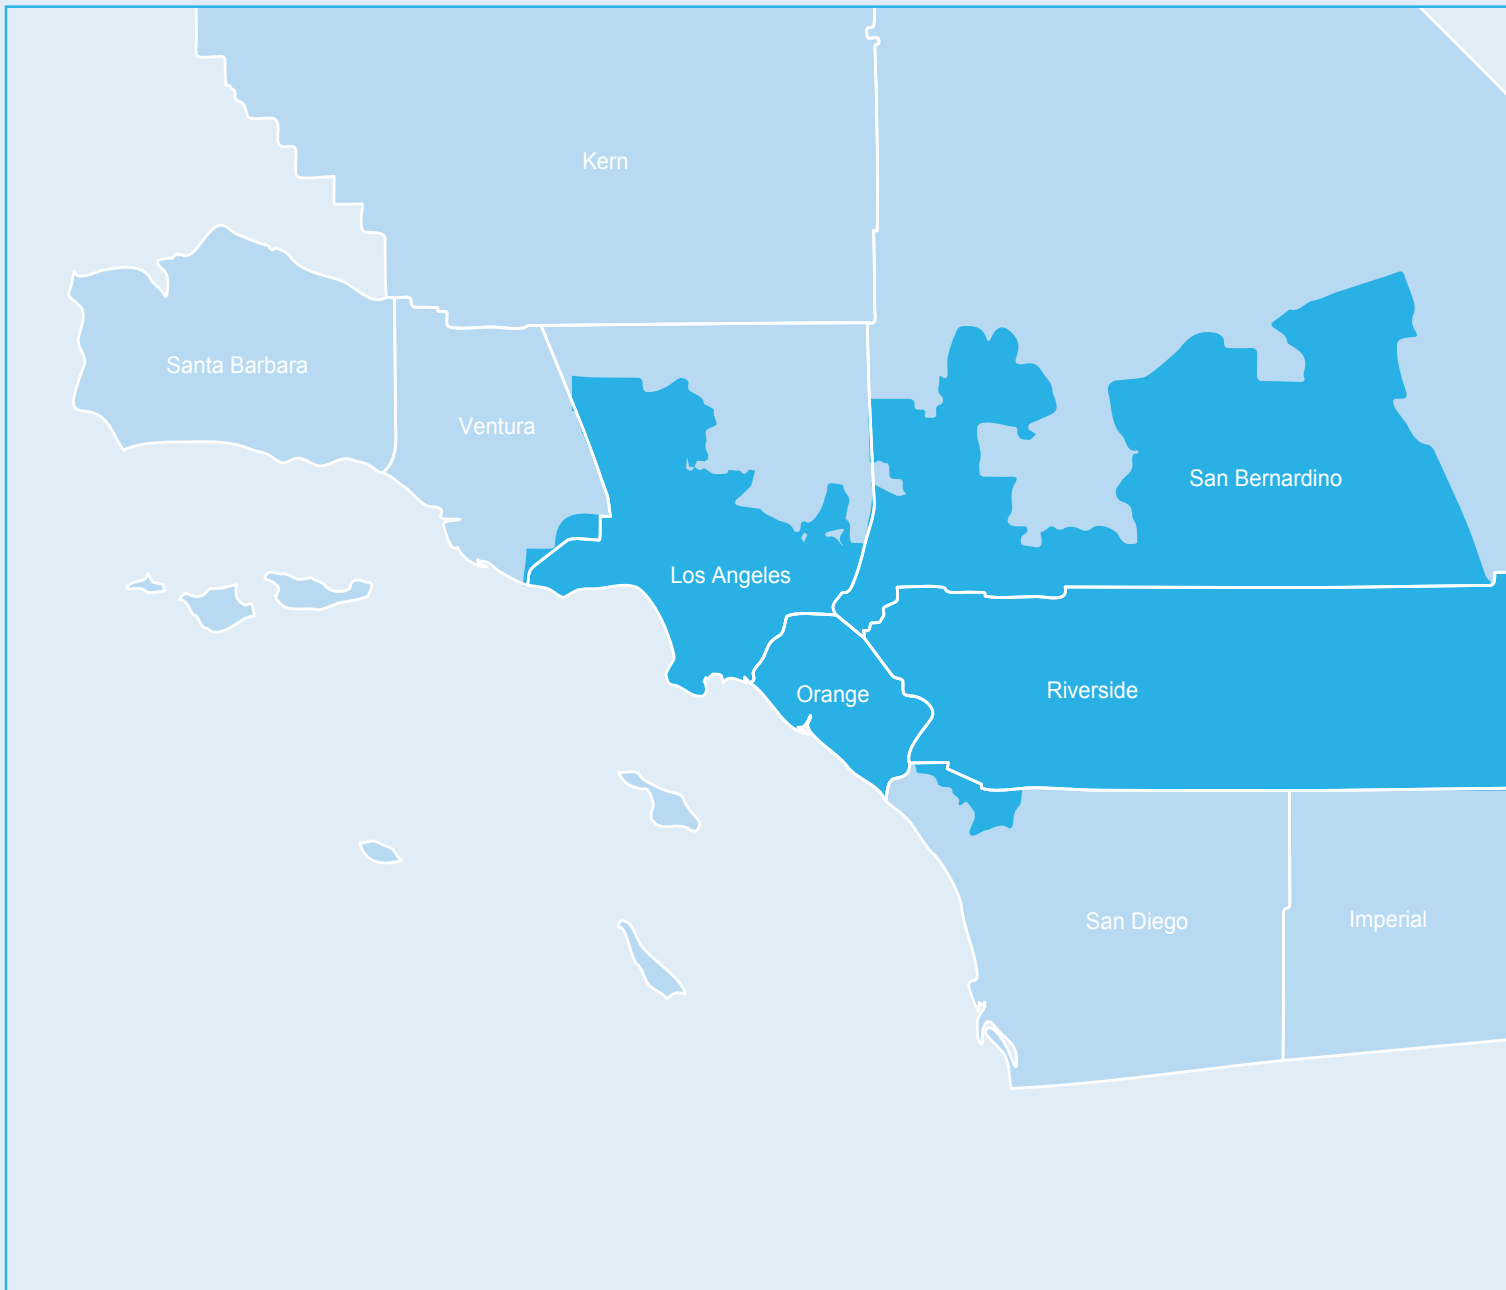 Kern
Santa Barbara
Ventura
San Bernardino
Los Angeles
Orange
Riverside
San Diego
Imperial